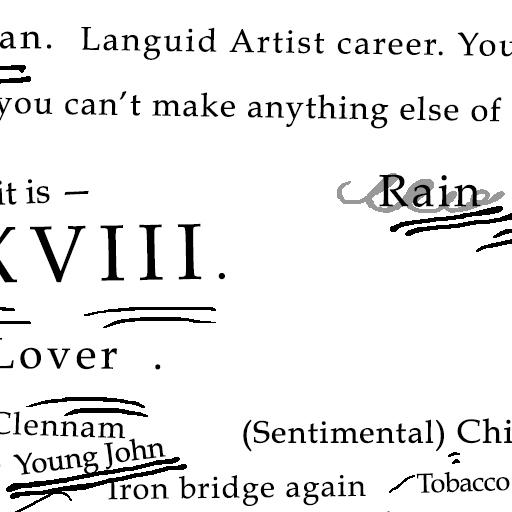 an. Languid Artist career. You
you can't make anything else of
it is — Rain
XVIII.
Lover .
Clennam (Sentimental) Chi
Young John
Iron bridge again Tobacco